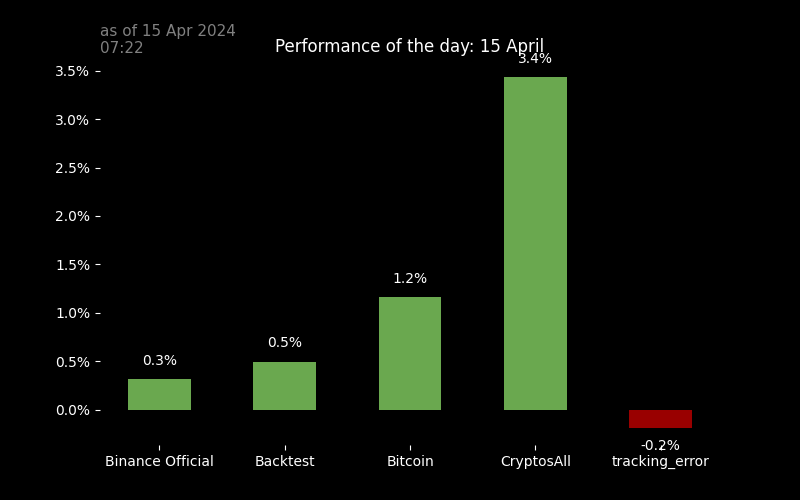 as of 15 Apr 2024
07:22
Performance of the day: 15 April
3.5%
3.0%
2.5%
2.0%
1.5%
1.0%
0.5%
0.0%
0.3%
0.5%
1.2%
3.4%
-0.2%
Binance Official
Backtest
Bitcoin
CryptosAll
tracking_error